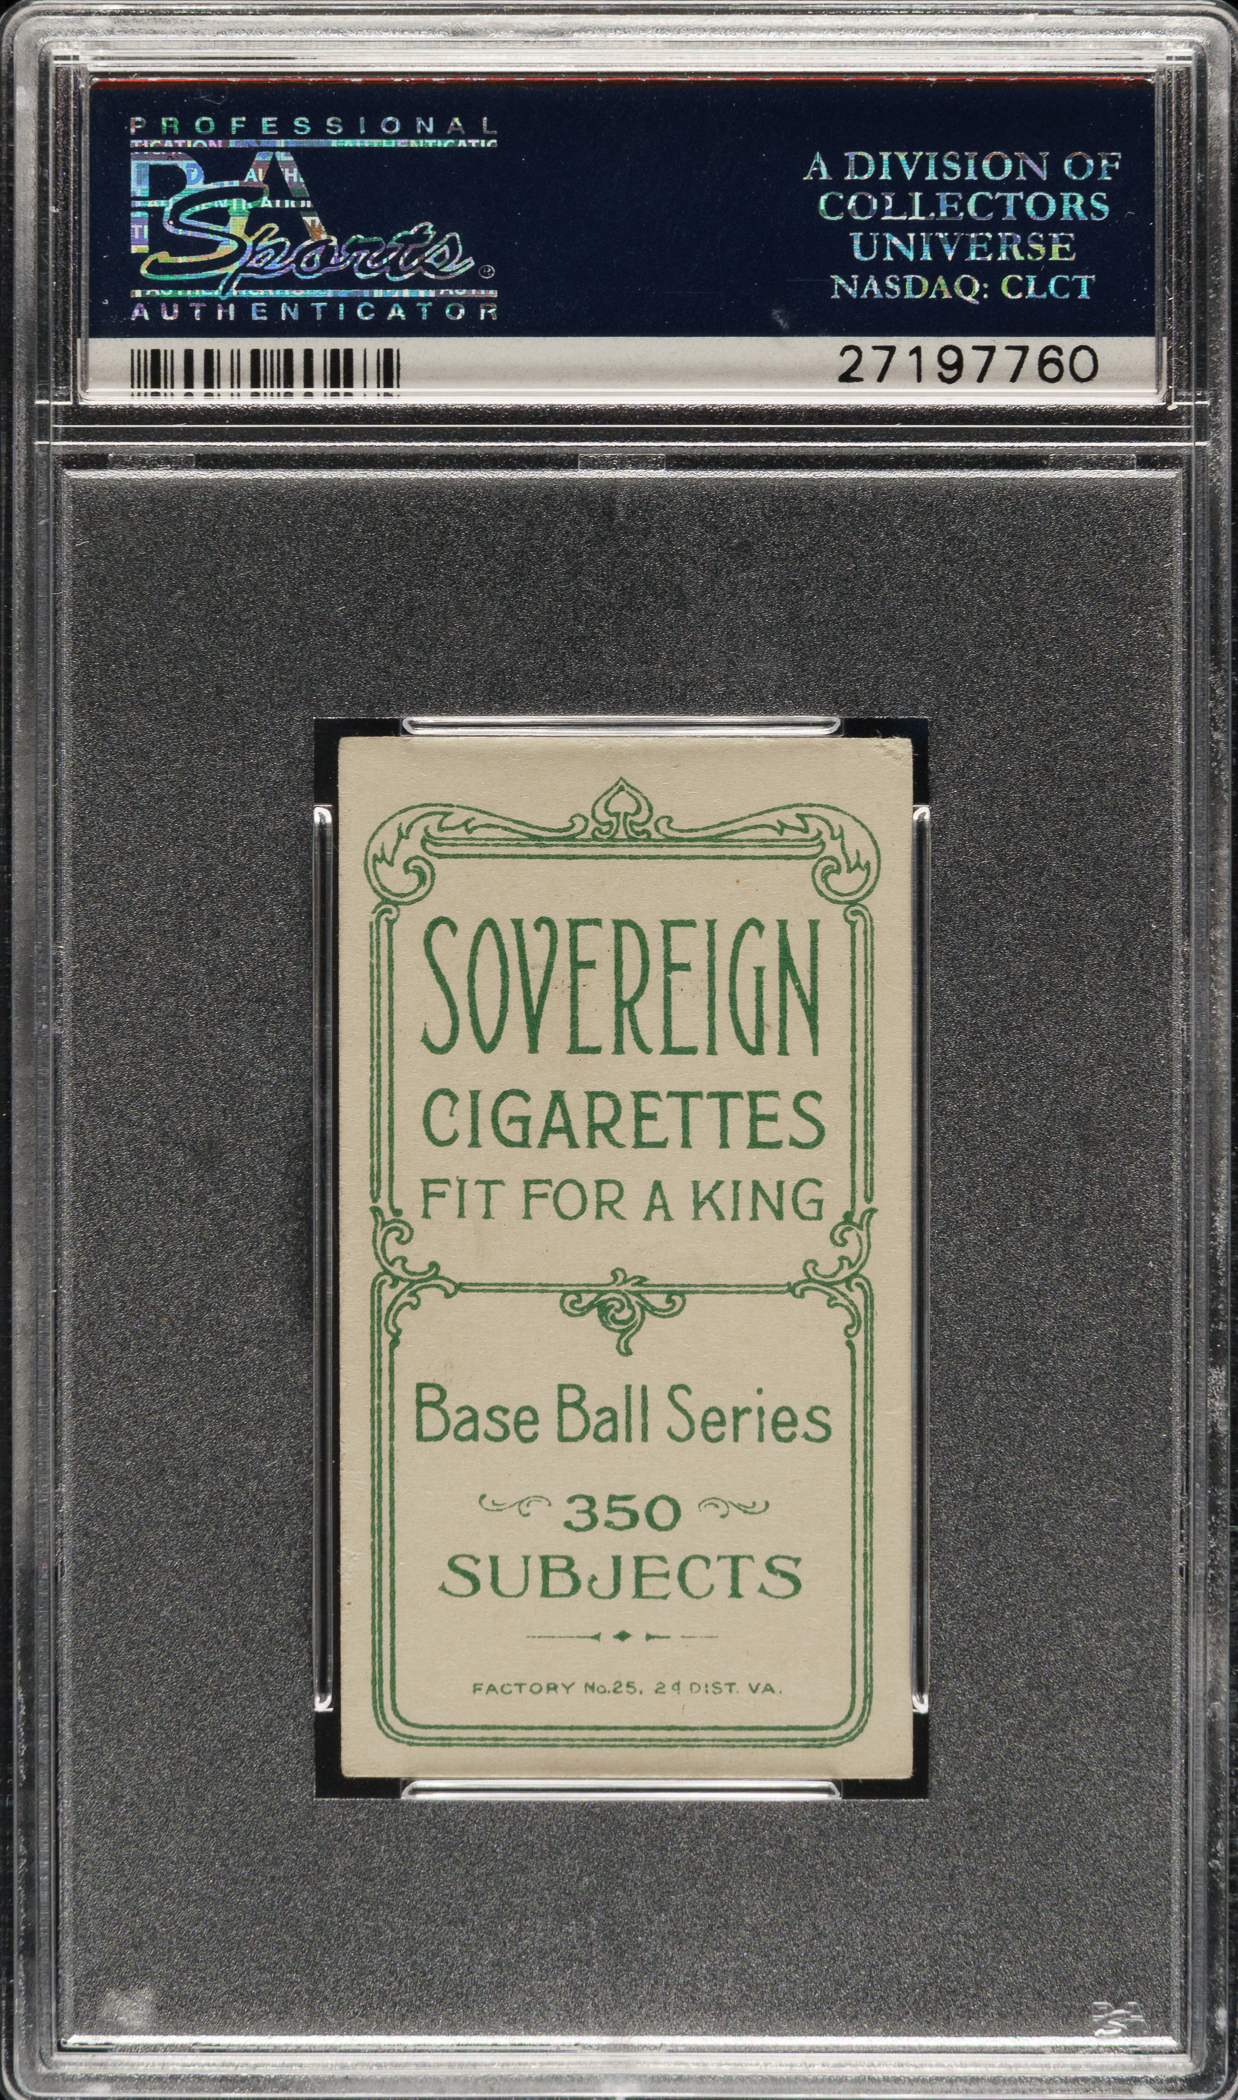 PROFESSIONAL
PSA
Sports®
AUTHENTICATOR
A DIVISION OF
COLLECTORS
UNIVERSE
NASDAQ: CLCT
27197760
SOVEREIGN
CIGARETTES
FIT FOR A KING
Base Ball Series
350
SUBJECTS
FACTORY No.25, 2d DIST. VA.